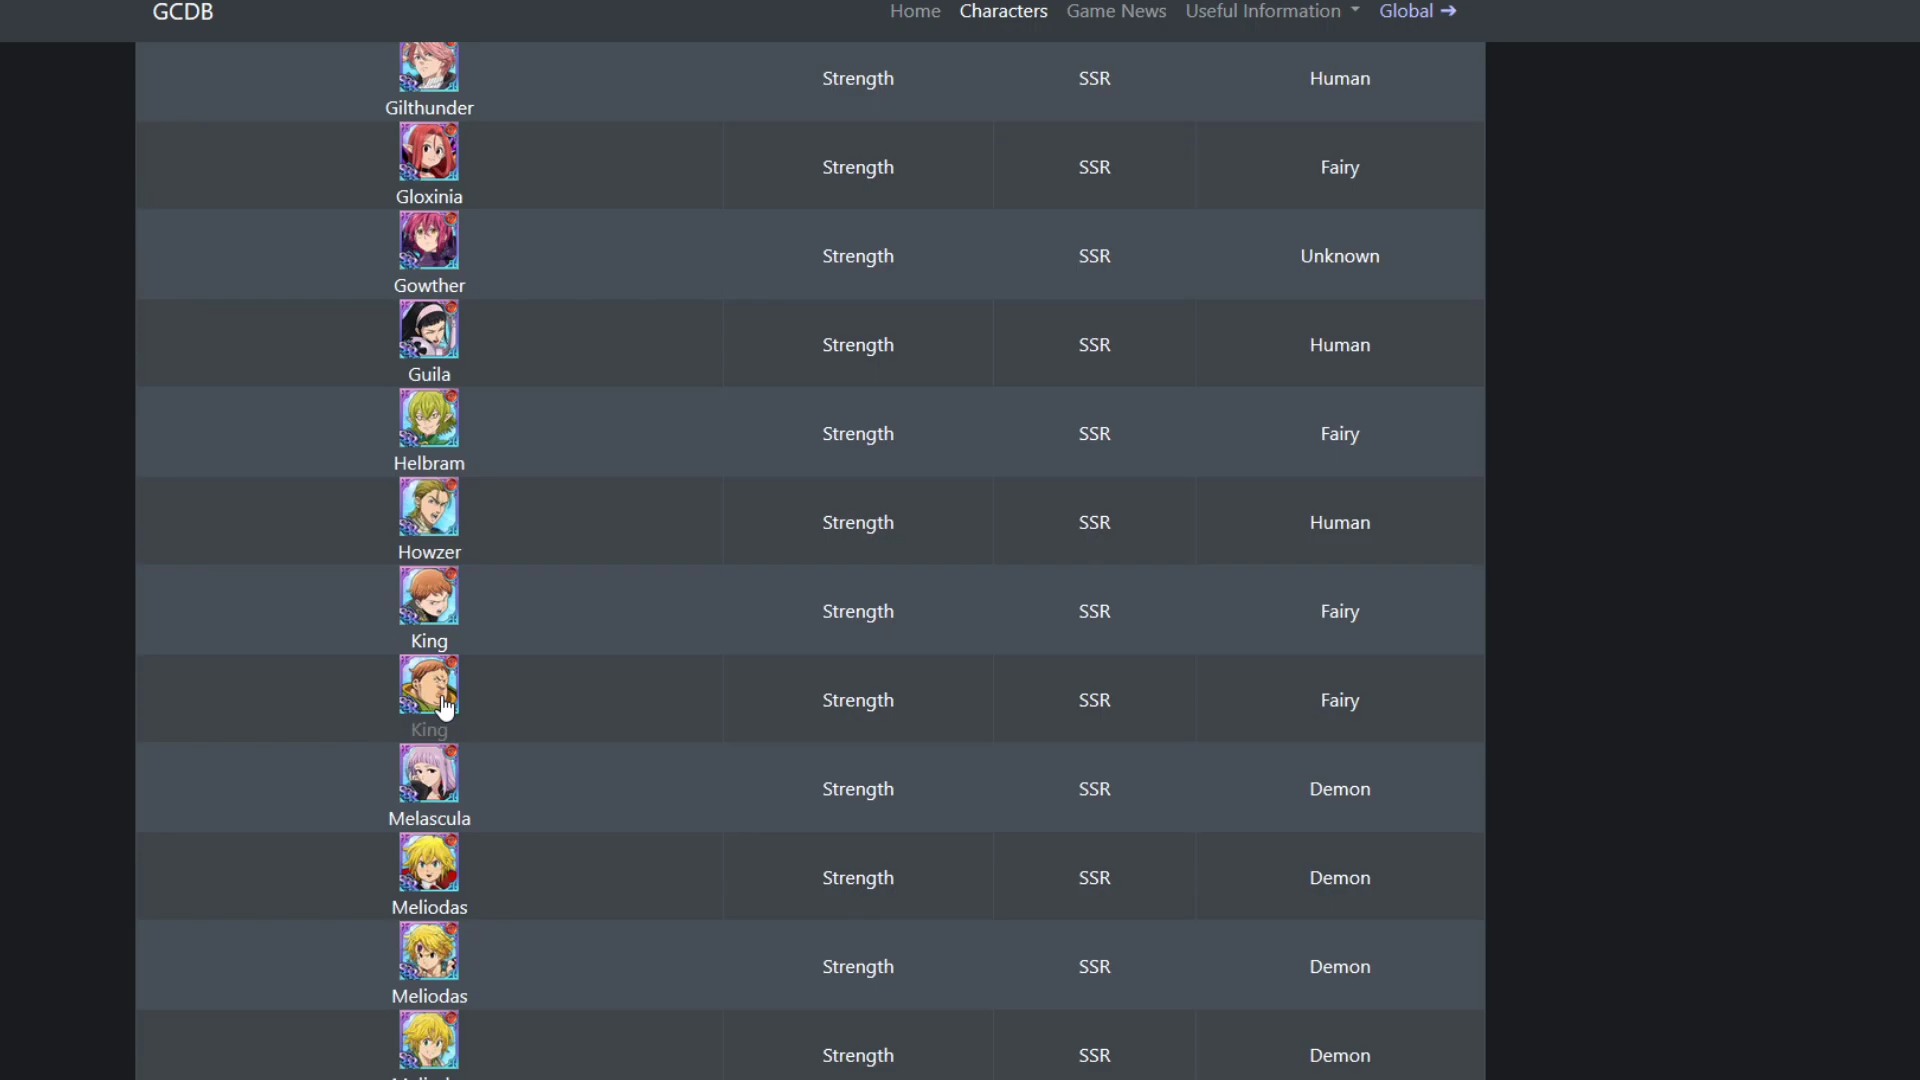 GCDB
Home Characters Game News Useful Information Global →
Strength SSR Human
Gilthunder
Strength SSR Fairy
Gloxinia
Strength SSR Unknown
Gowther
Strength SSR Human
Guila
Strength SSR Fairy
Helbram
Strength SSR Human
Howzer
Strength SSR Fairy
King
Strength SSR Fairy
King
Strength SSR Demon
Melascula
Strength SSR Demon
Meliodas
Strength SSR Demon
Meliodas
Strength SSR Demon